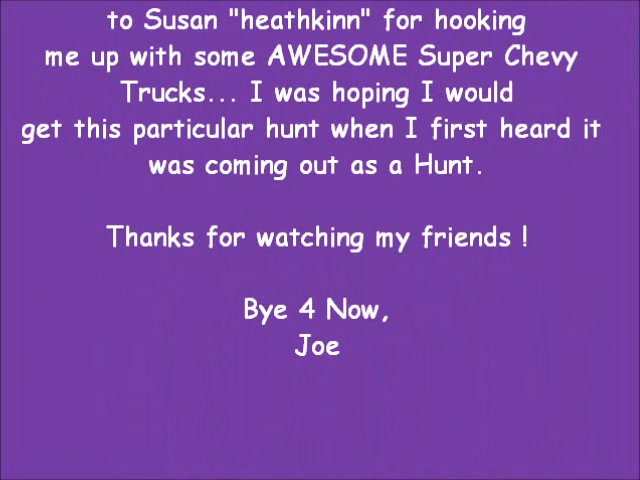 to Susan "heathkinn" for hooking
me up with some AWESOME Super Chevy
Trucks... I was hoping I would
get this particular hunt when I first heard it
was coming out as a Hunt.
Thanks for watching my friends !
Bye 4 Now,
Joe